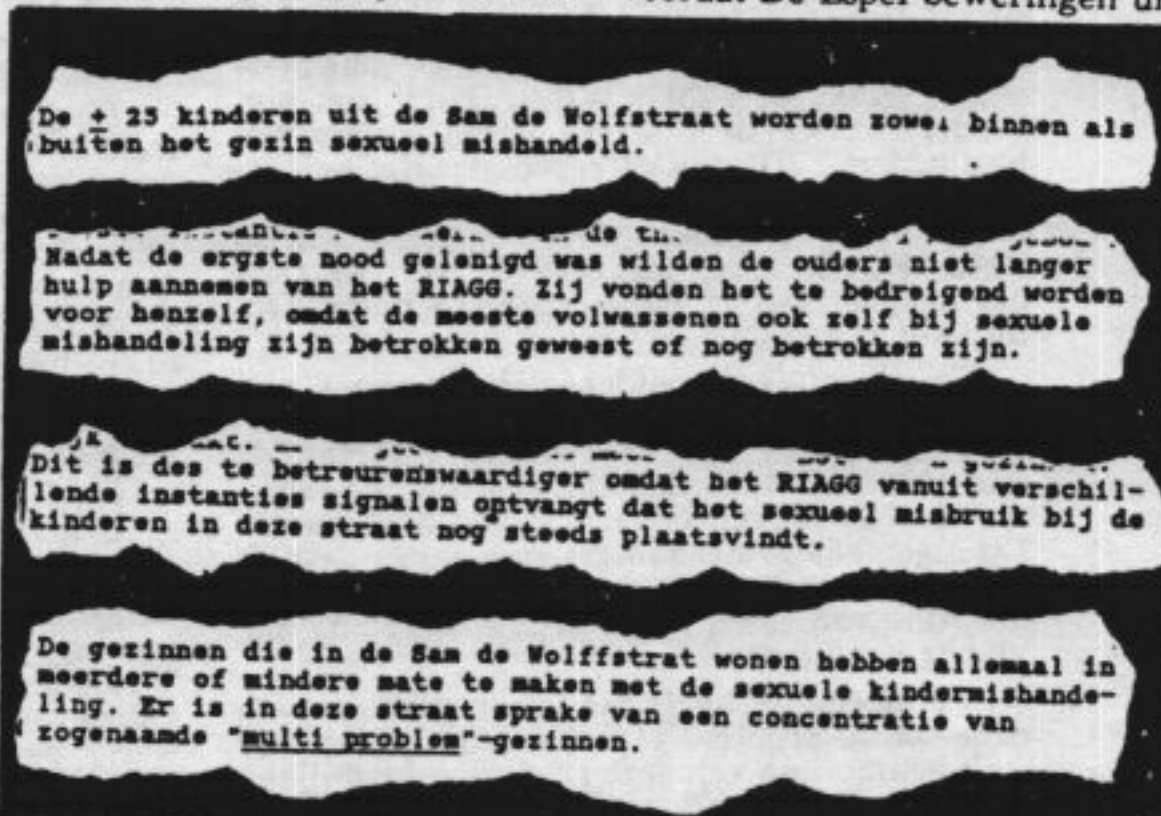 De Lopel beweringen
De + 25 kinderen uit de Sam de Wolfstraat worden zowel binnen als
buiten het gezin sexueel mishandeld.
Nadat de ergste nood gelenigd was wilden de ouders niet langer
hulp aannemen van het RIAGG. Zij vonden het te bedreigend worden
voor henzelf, omdat de meeste volwassenen ook zelf bij sexuele
mishandeling zijn betrokken geweest of nog betrokken zijn.
Dit is des te betreurenswaardiger omdat het RIAGG vanuit verschil-
lende instanties signalen optvangt dat het sexueel misbruik bij de
kinderen in deze straat nog steeds plaatsvindt.
De gezinnen die in de Sam de Wolffstrat wonen hebben allemaal in
meerdere of mindere mate te maken met de sexuele kindermishande-
ling. Er is in deze straat sprake van een concentratie van
zogenaamde "multi problem"-gezinnen.